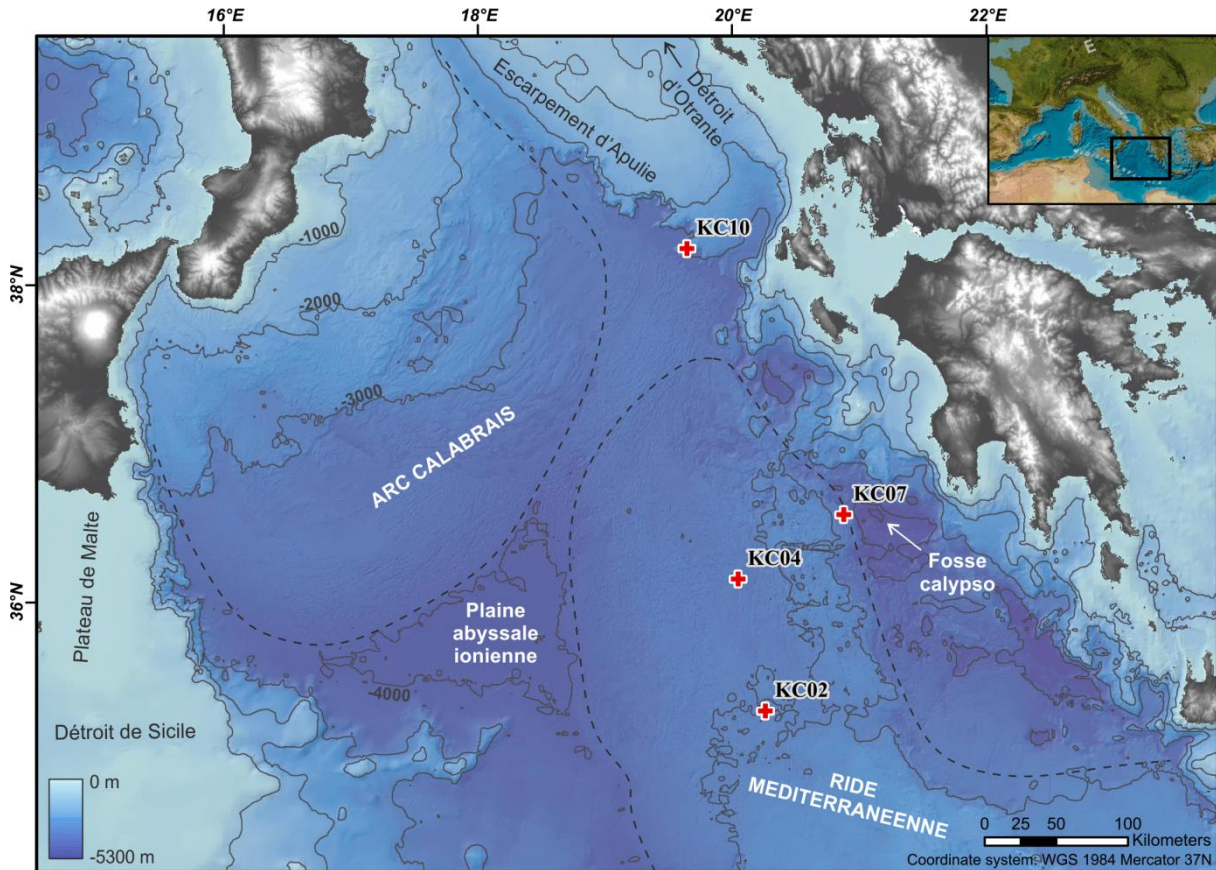 16°E
18°E
20°E
22°E
E
Escarpement d'Apulie
Détroit
d'Otrante
KC10
38°N
-1000
-2000
-3000
ARC CALABRAIS
KC07
Fosse
calypso
KC04
36°N
Plateau de Malte
Plaine
abyssale
ionienne
-4000
KC02
Détroit de Sicile
0 m
-5300 m
RIDE
MEDITERRANEENNE
0 25 50 100
Kilometers
Coordinate system: WGS 1984 Mercator 37N